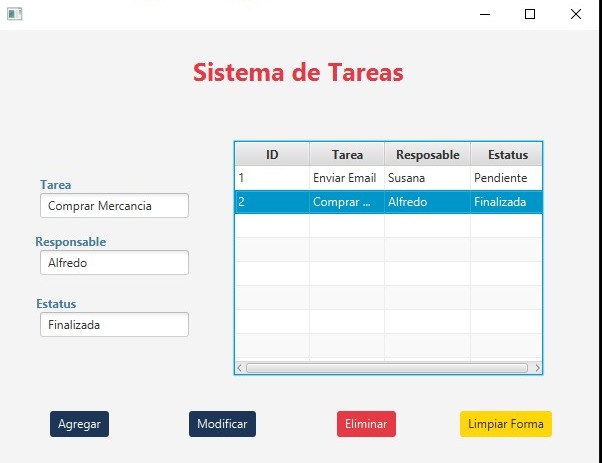 Sistema de Tareas
Tarea
Comprar Mercancia
Responsable
Alfredo
Estatus
Finalizada
ID Tarea Resposable Estatus
1 Enviar Email Susana Pendiente
2 Comprar ... Alfredo Finalizada
Agregar Modificar Eliminar Limpiar Forma